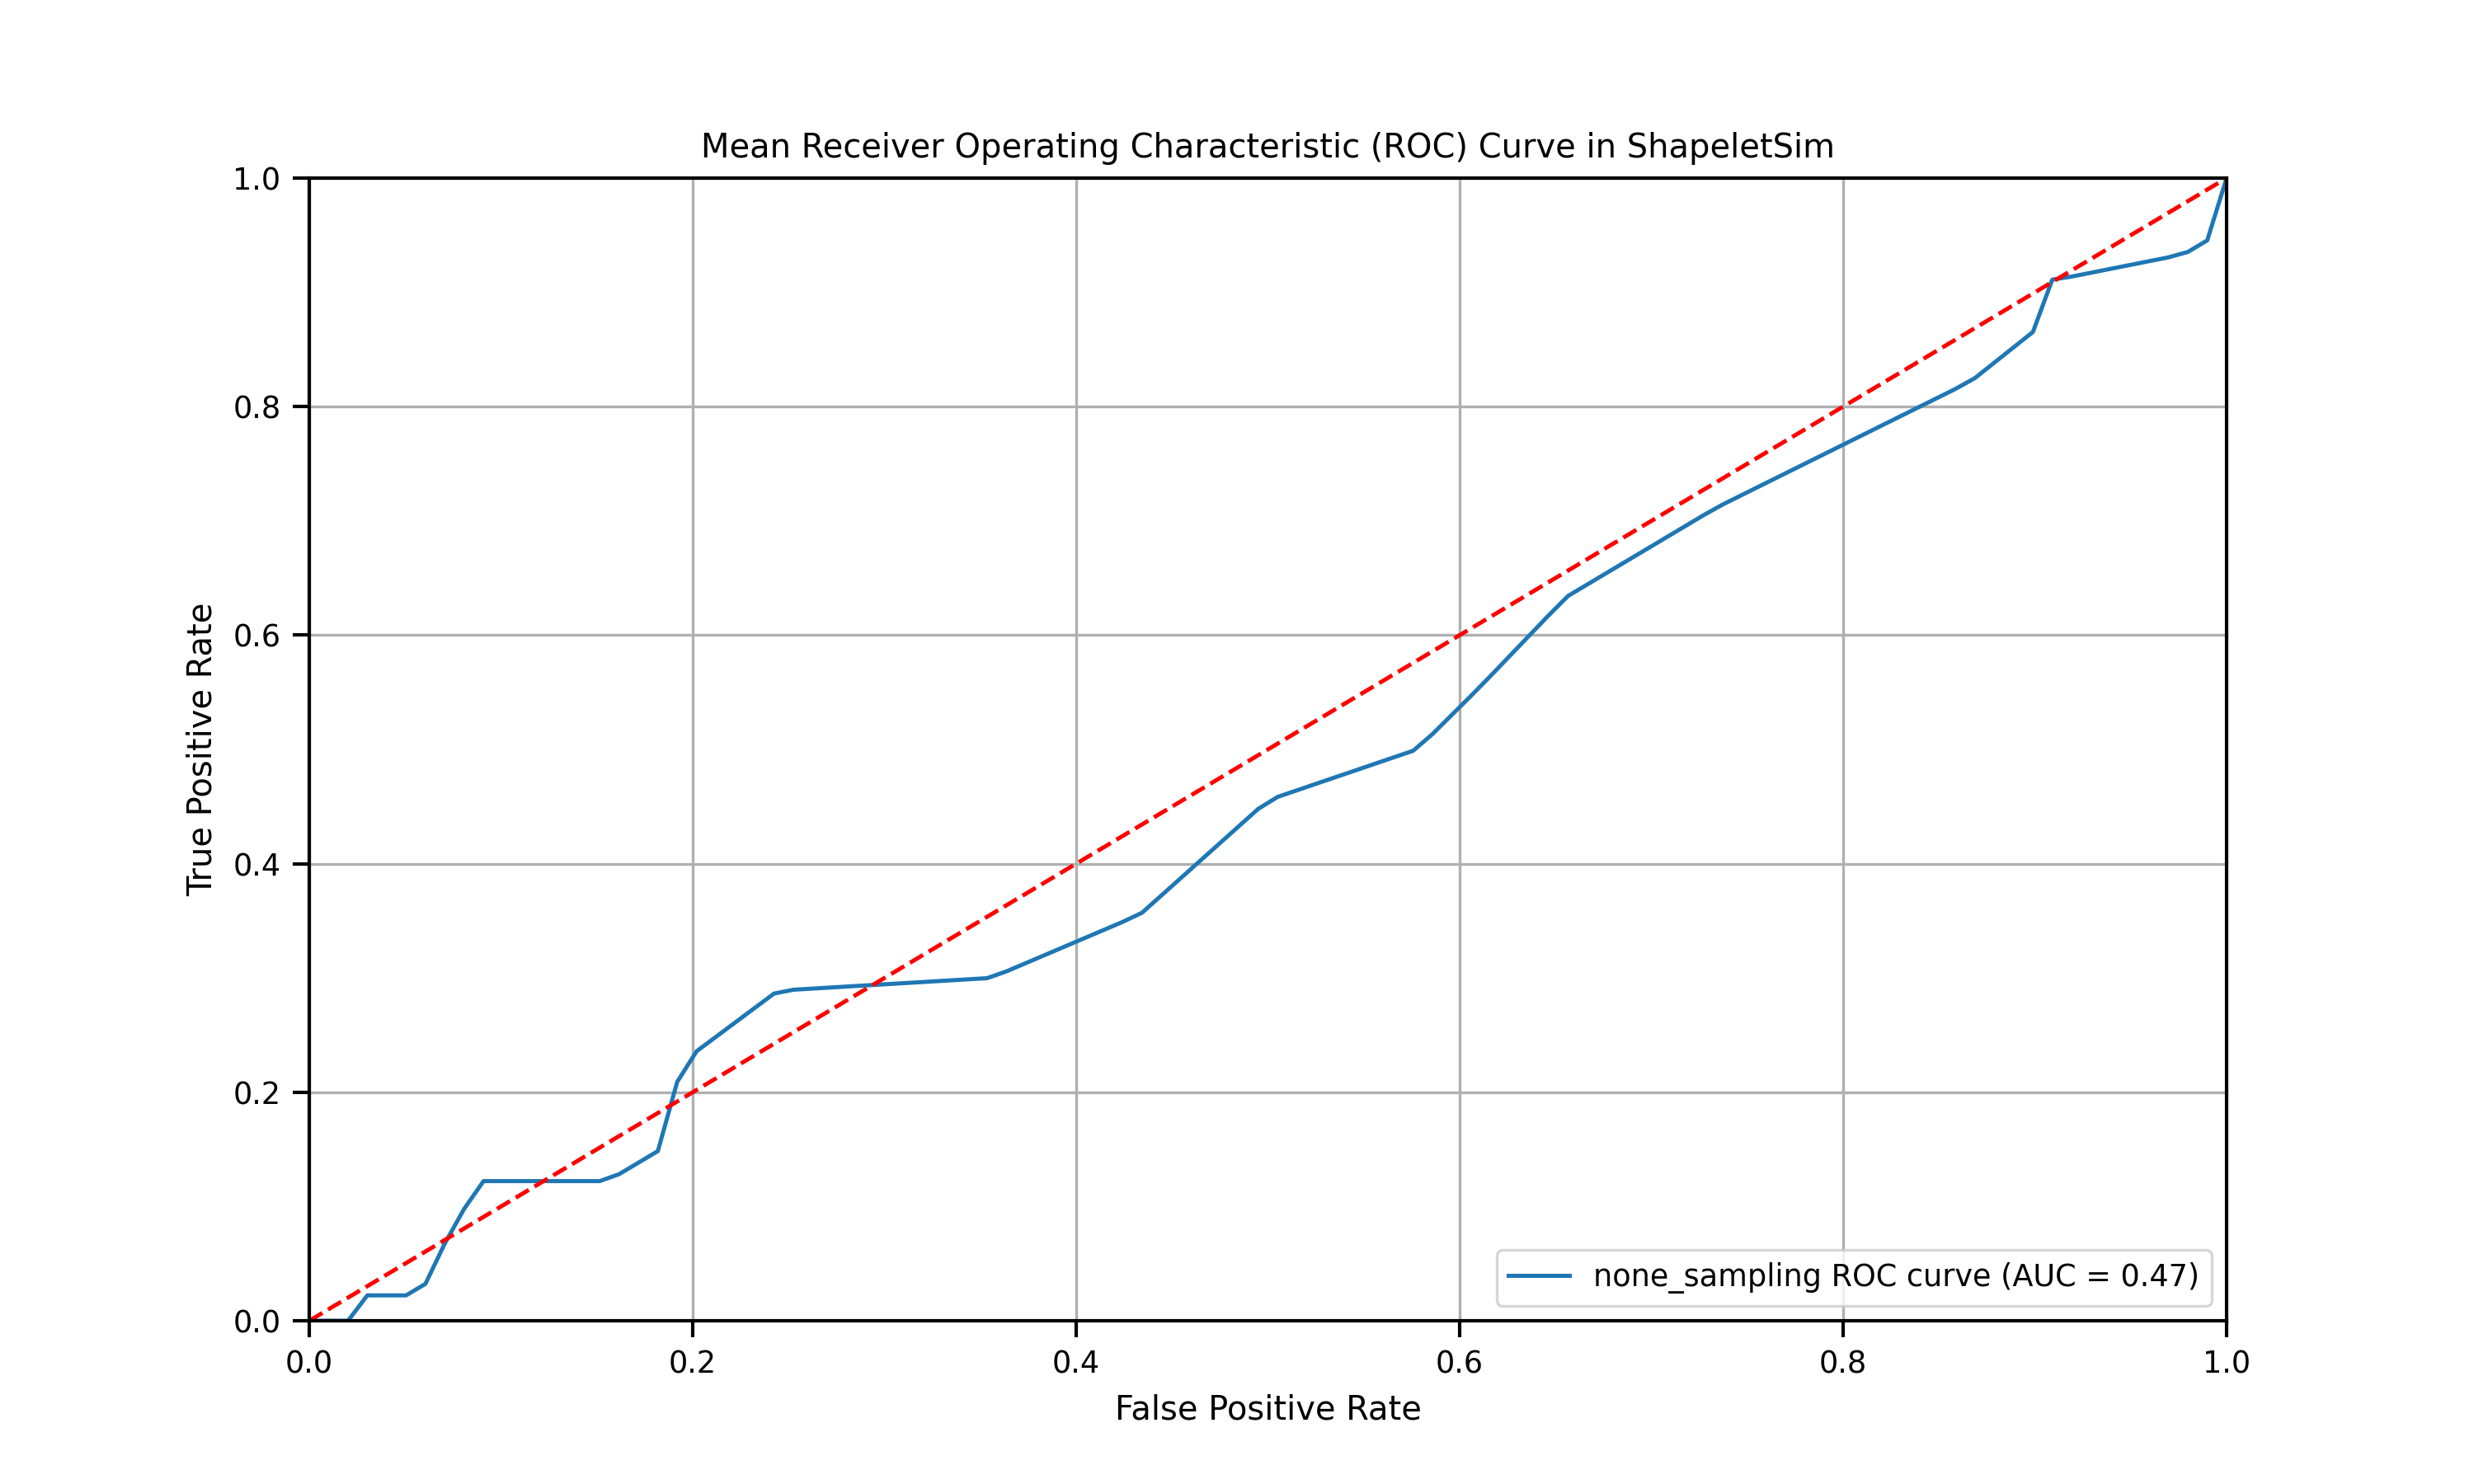 Mean Receiver Operating Characteristic (ROC) Curve in ShapeletSim
1.0
0.8
0.6
0.4
0.2
0.0
True Positive Rate
none_sampling ROC curve (AUC = 0.47)
0.0 0.2 0.4 0.6 0.8 1.0
False Positive Rate